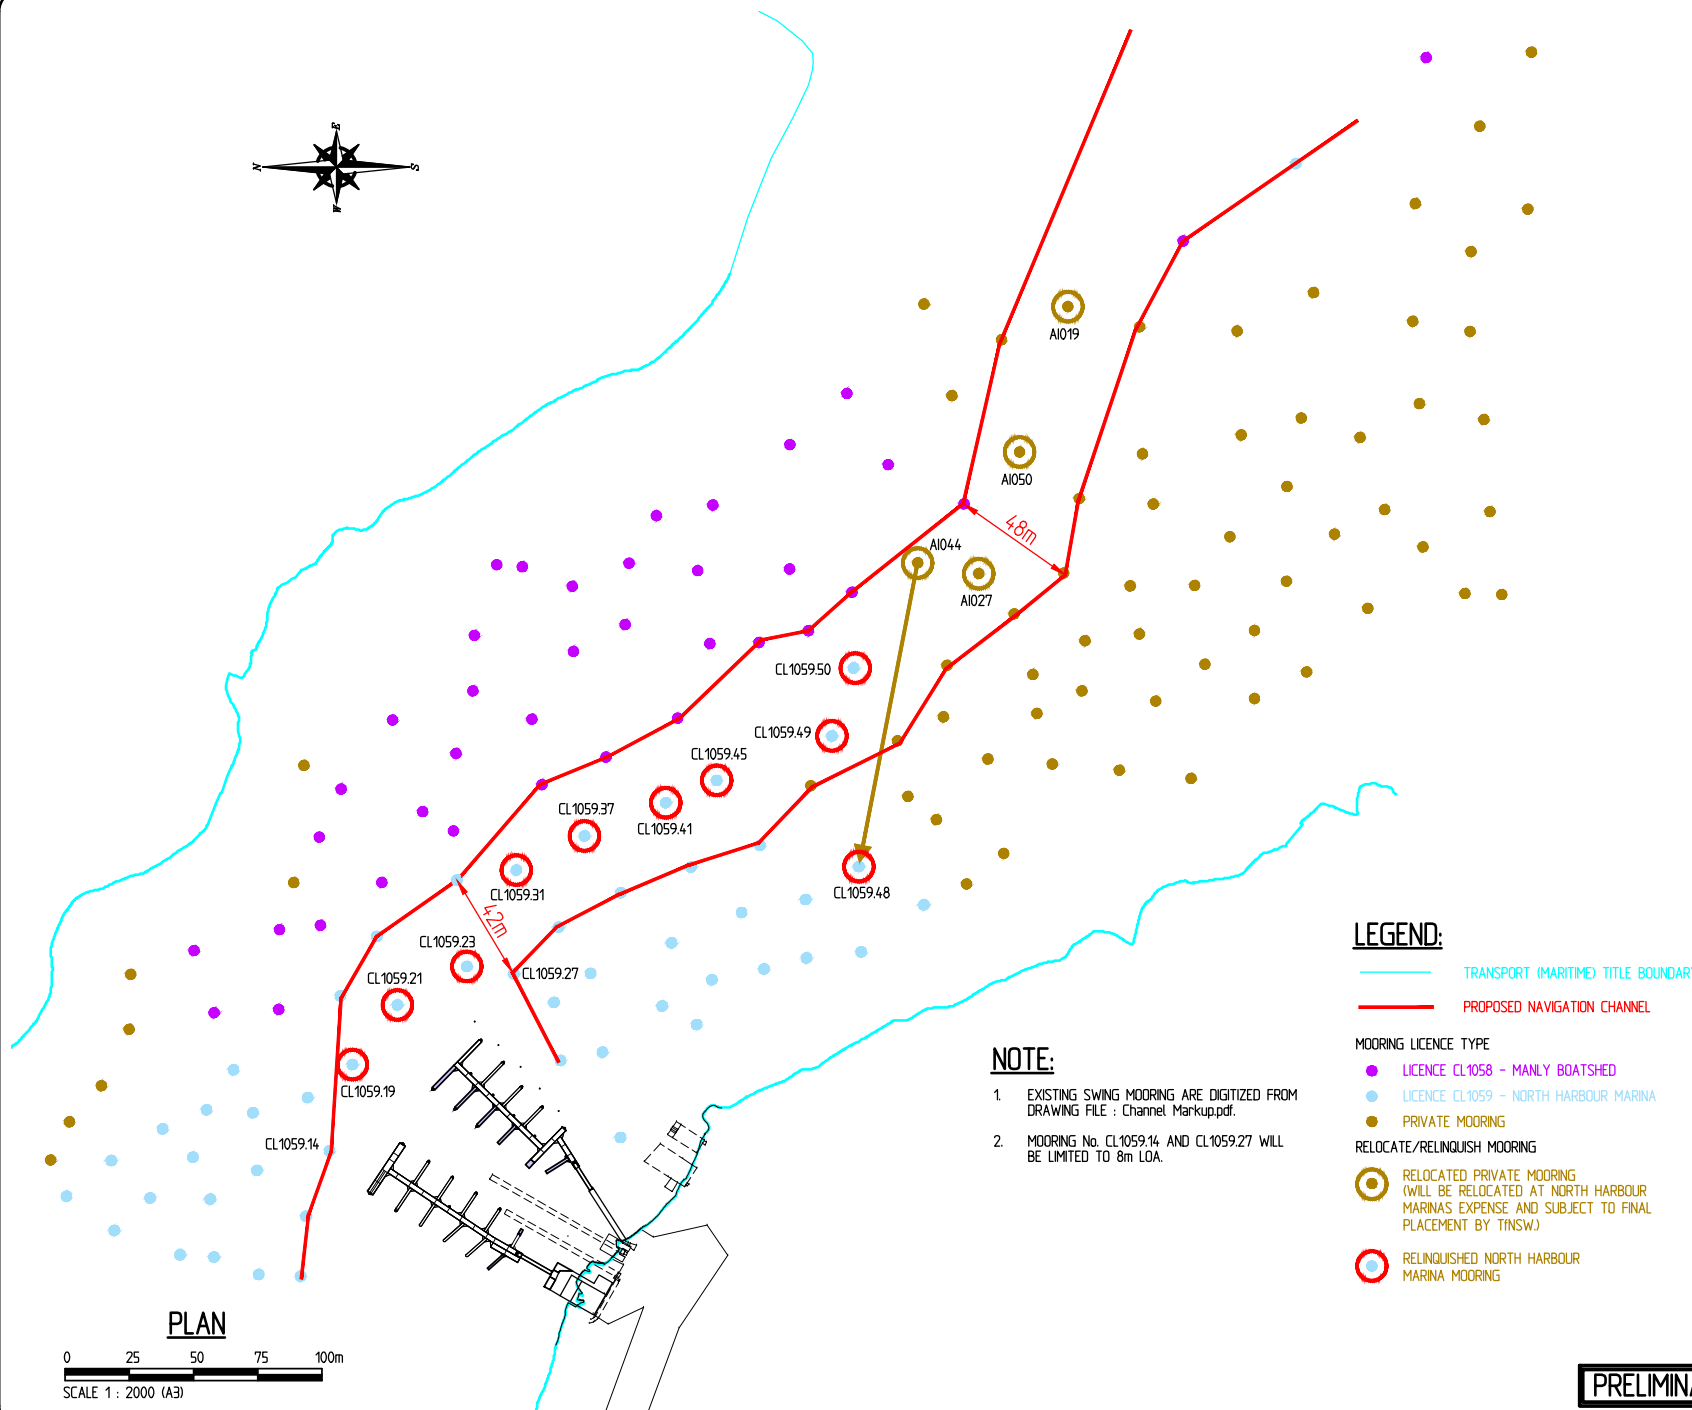 E
N
S
W
AI019
AI050
48m
AI044
AI027
CL1059.50
CL1059.49
CL1059.45
CL1059.37
CL1059.41
CL1059.48
CL1059.31
42m
CL1059.23
CL1059.27
CL1059.21
CL1059.19
CL1059.14
LEGEND:
TRANSPORT (MARITIME) TITLE BOUNDAR
PROPOSED NAVIGATION CHANNEL
MOORING LICENCE TYPE
LICENCE CL1058 - MANLY BOATSHED
LICENCE CL1059 - NORTH HARBOUR MARINA
PRIVATE MOORING
RELOCATE/RELINQUISH MOORING
RELOCATED PRIVATE MOORING
(WILL BE RELOCATED AT NORTH HARBOUR
MARINAS EXPENSE AND SUBJECT TO FINAL
PLACEMENT BY TfNSW.)
RELINQUISHED NORTH HARBOUR
MARINA MOORING
NOTE:
1. EXISTING SWING MOORING ARE DIGITIZED FROM
DRAWING FILE : Channel Markup.pdf.
2. MOORING No. CL1059.14 AND CL1059.27 WILL
BE LIMITED TO 8m LOA.
PLAN
0 25 50 75 100m
SCALE 1 : 2000 (A3)
PRELIMINA